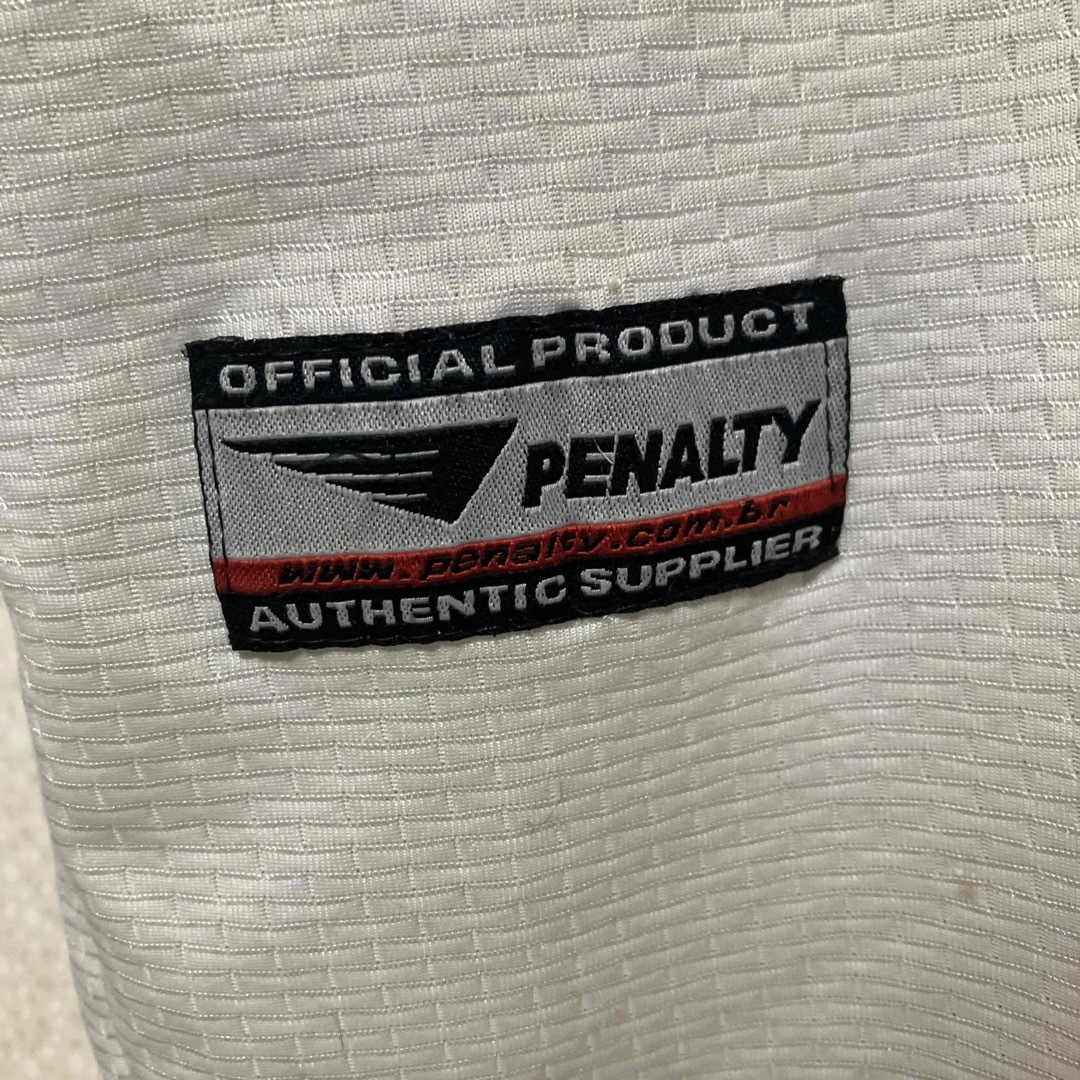 OFFICIAL PRODUCT
PENALTY
www.penalty.com.br
AUTHENTIC SUPPLIER